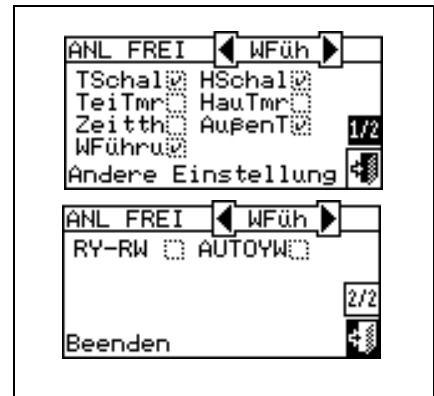 ANL FREI WFüh
TSchal HSchal
TeiTmr HauTmr
Zeitth AußenT
WFühru
1/2
Andere Einstellung
ANL FREI WFüh
RY-RW AUTOYW
2/2
Beenden